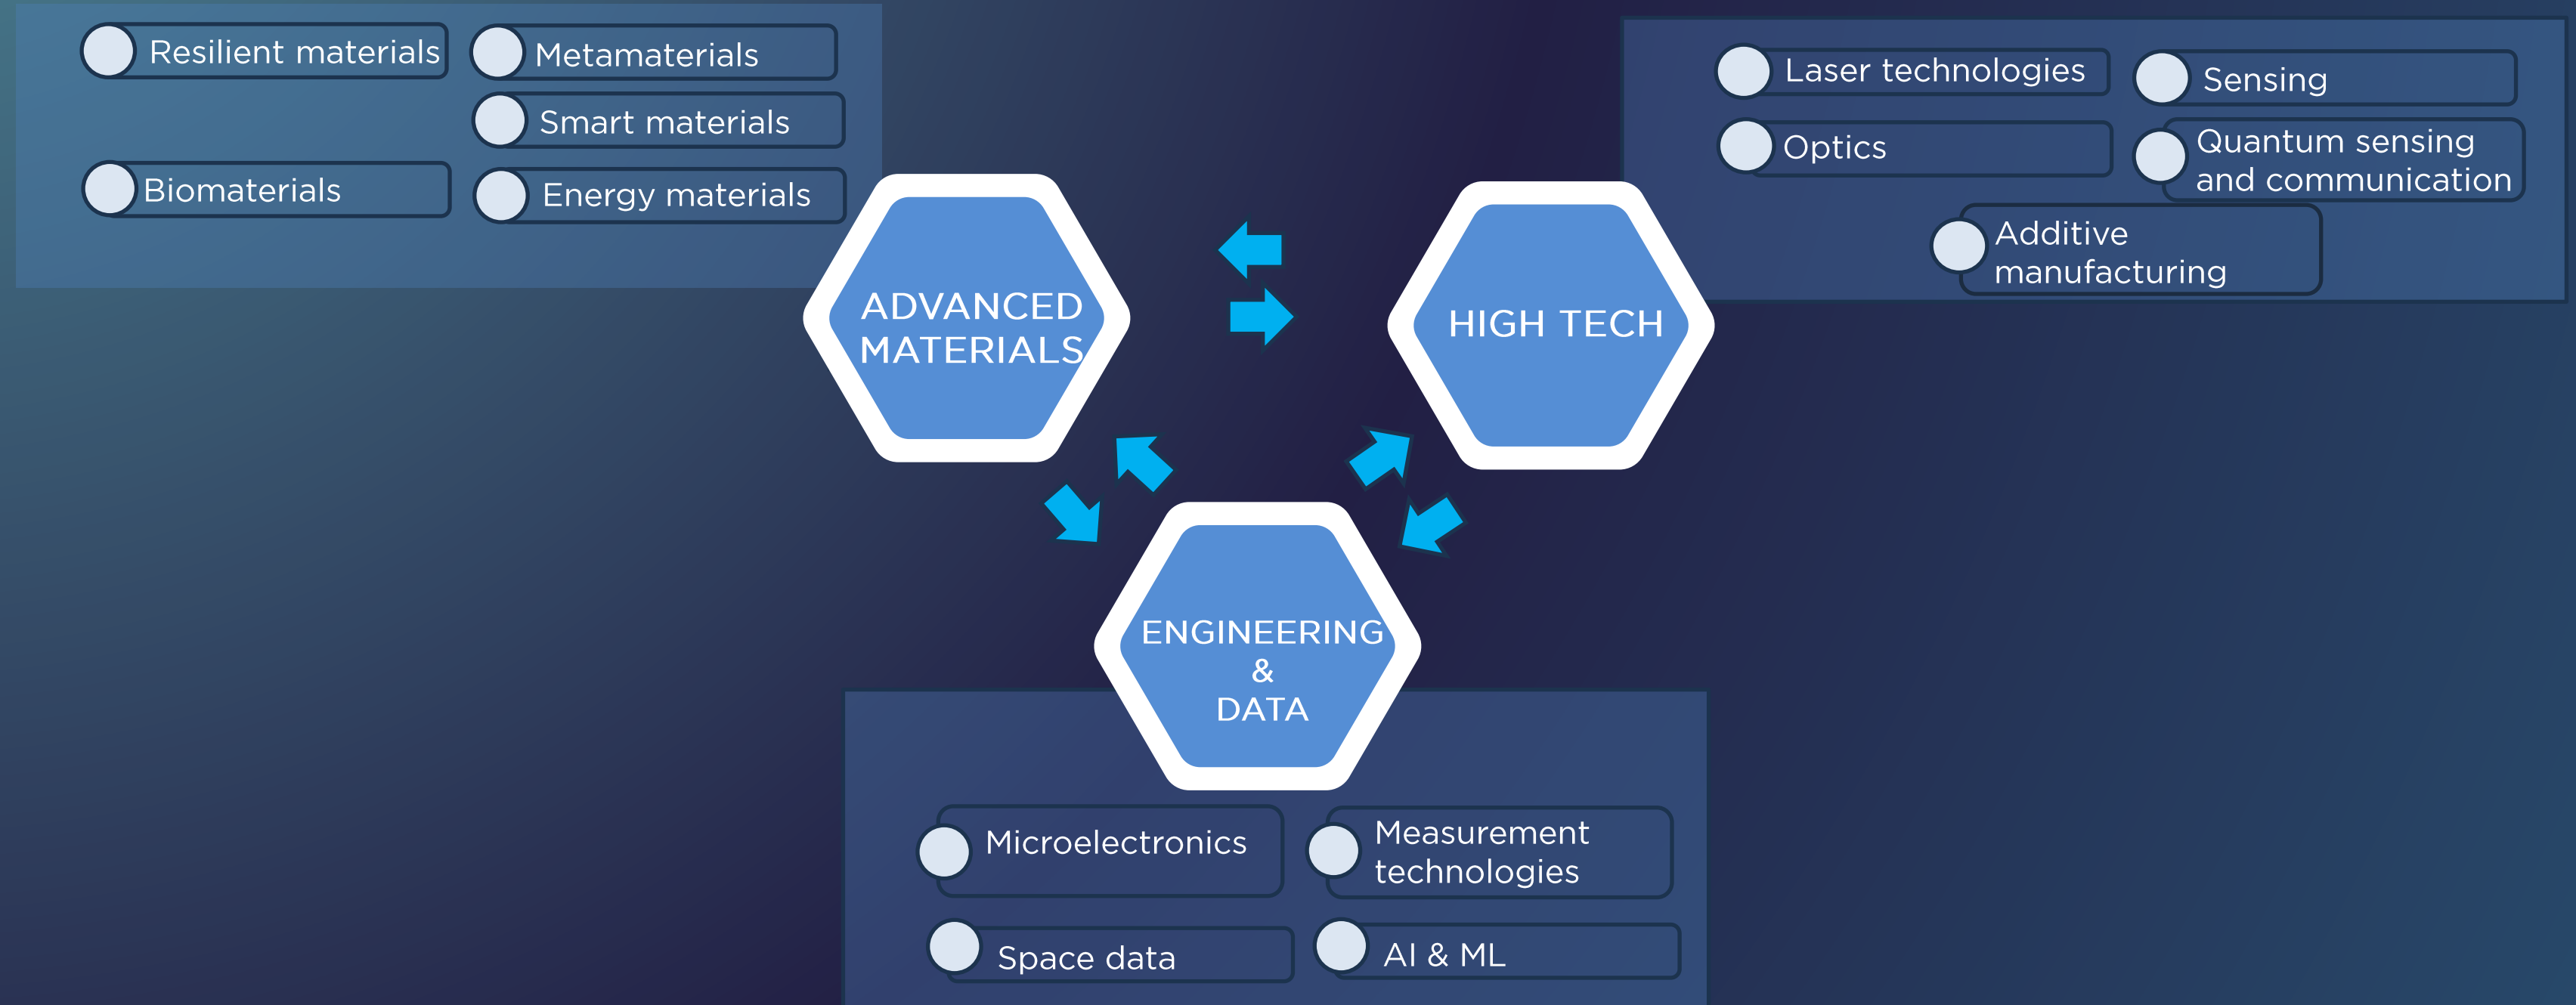 Resilient materials
Biomaterials
Metamaterials
Smart materials
Energy materials
ADVANCED
MATERIALS
HIGH TECH
Laser technologies
Optics
Sensing
Quantum sensing
and communication
Additive
manufacturing
ENGINEERING
&
DATA
Microelectronics
Measurement
technologies
Space data
AI & ML